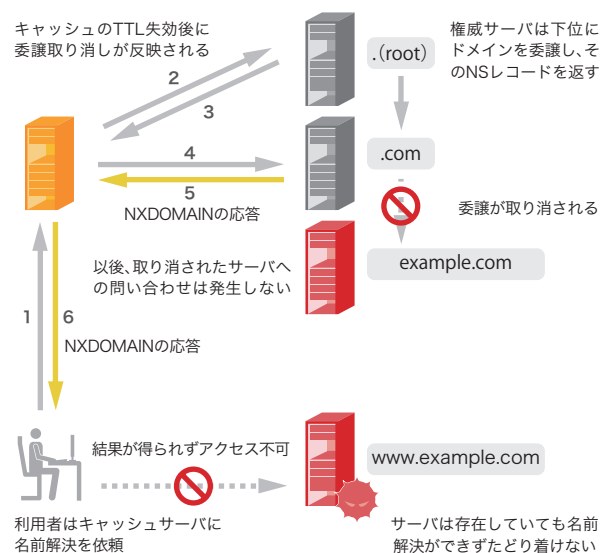 キャッシュのTTL失効後に
委譲取り消しが反映される
2
3
.(root)
権威サーバは下位に
ドメインを委譲し、そ
のNSレコードを返す
4
5
NXDOMAINの応答
.com
委譲が取り消される
以後、取り消されたサーバへ
の問い合わせは発生しない
example.com
1
6
NXDOMAINの応答
結果が得られずアクセス不可
www.example.com
利用者はキャッシュサーバに
名前解決を依頼
サーバは存在していても名前
解決ができずたどり着けない